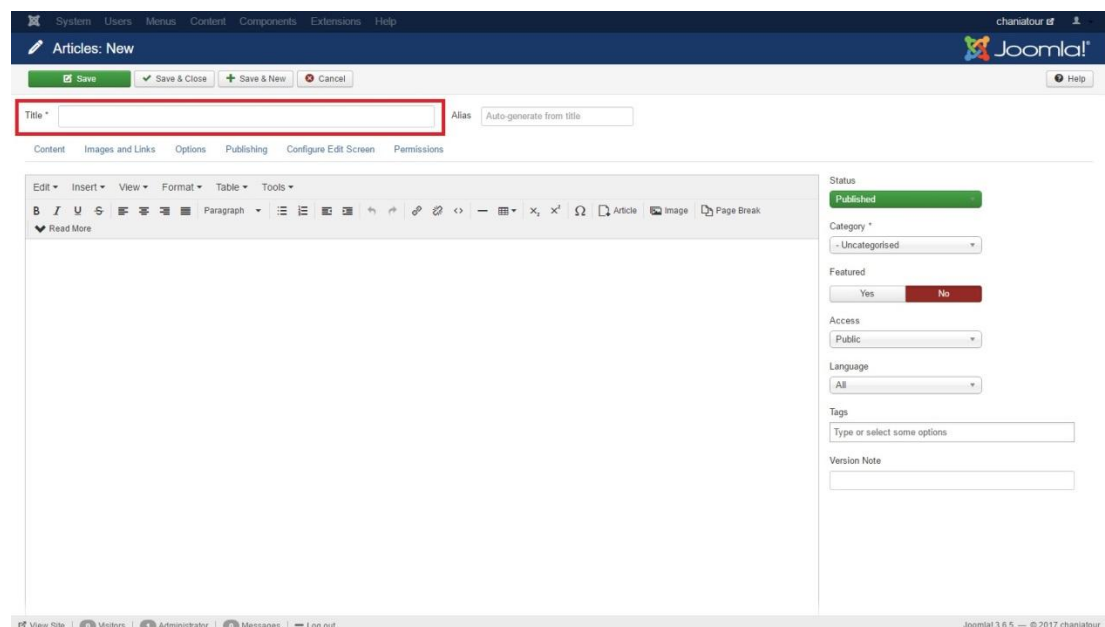 System Users Menus Content Components Extensions Help chaniatour
Articles: New Joomla!
Save Save & Close Save & New Cancel Help
Title * Alias Auto-generate from title
Content Images and Links Options Publishing Configure Edit Screen Permissions
Edit Insert View Format Table Tools
B I U S Paragraph Ω Article Image Page Break
Read More
Status
Published
Category *
- Uncategorised
Featured
Yes No
Access
Public
Language
All
Tags
Type or select some options
Version Note
View Site 0 Visitors 1 Administrator 0 Messages Log out Joomla! 3.6.5 — © 2017 chaniatour